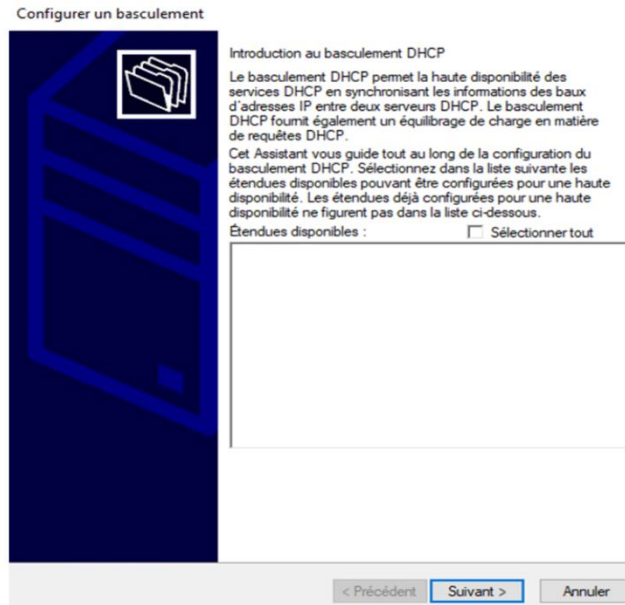 Configurer un basculement
Introduction au basculement DHCP
Le basculement DHCP permet la haute disponibilité des
services DHCP en synchronisant les informations des baux
d'adresses IP entre deux serveurs DHCP. Le basculement
DHCP fournit également un équilibrage de charge en matière
de requêtes DHCP.
Cet Assistant vous guide tout au long de la configuration du
basculement DHCP. Sélectionnez dans la liste suivante les
étendues disponibles pouvant être configurées pour une haute
disponibilité. Les étendues déjà configurées pour une haute
disponibilité ne figurent pas dans la liste ci-dessous.
Étendues disponibles : Sélectionner tout
< Précédent Suivant > Annuler